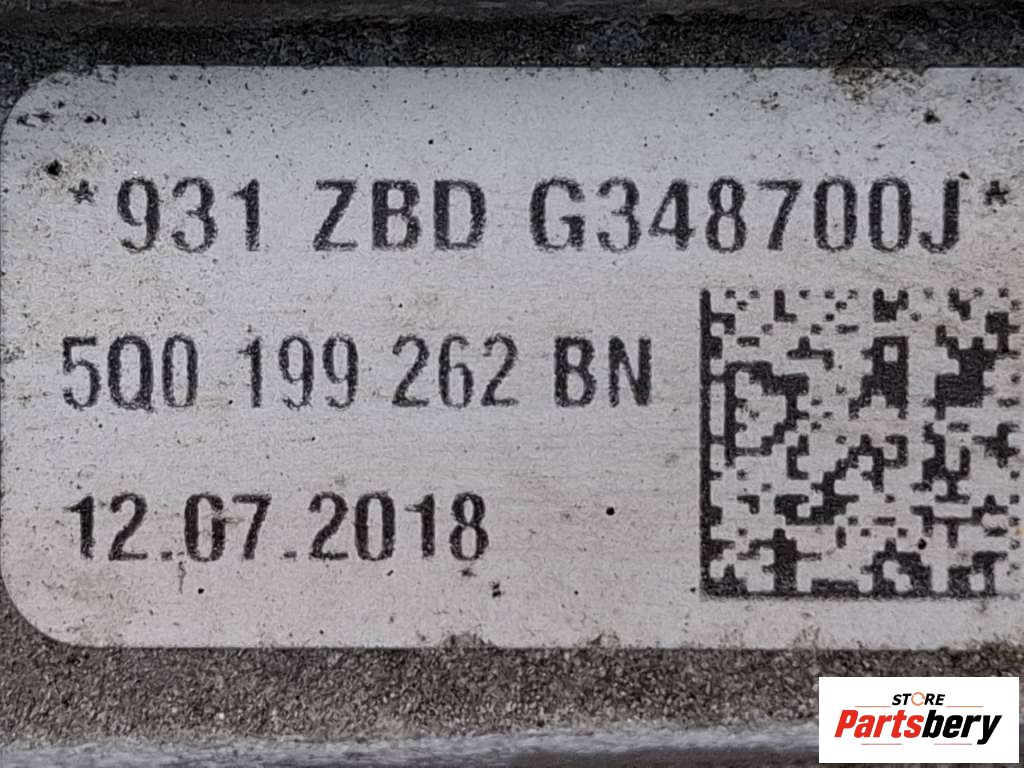 *931 ZBD G348700J*
5Q0 199 262 BN
12.07.2018
STORE
Partsbery